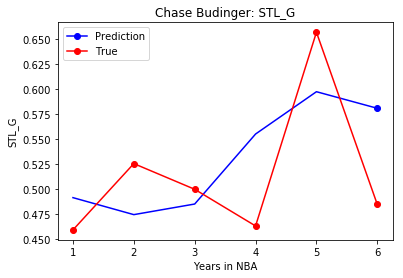 Chase Budinger: STL_G
Prediction
True
0.650
0.625
0.600
0.575
0.550
0.525
0.500
0.475
0.450
STL_G
1 2 3 4 5 6
Years in NBA